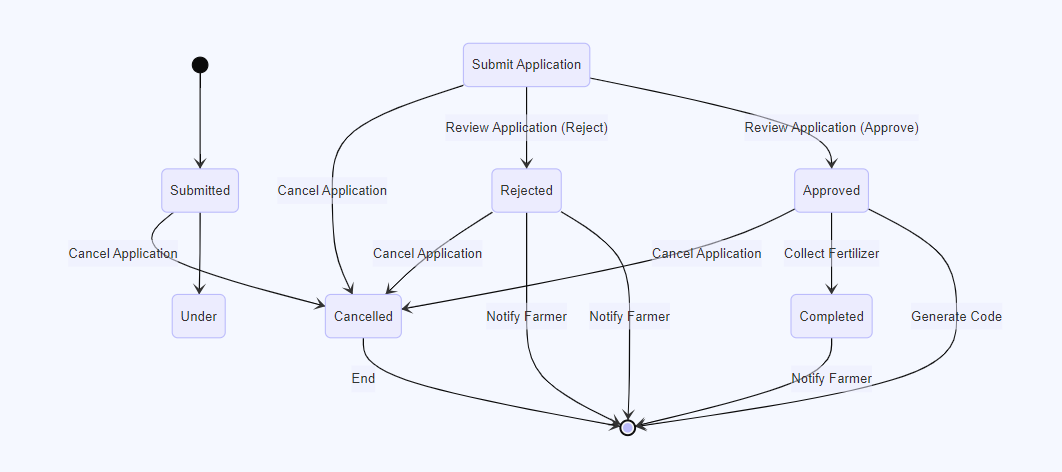 Submit Application
Review Application (Reject)
Review Application (Approve)
Submitted
Cancel Application
Rejected
Approved
Cancel Application
Cancel Application
Cancel Application
Collect Fertilizer
Under
Cancelled
Notify Farmer
Notify Farmer
Completed
Generate Code
End
Notify Farmer